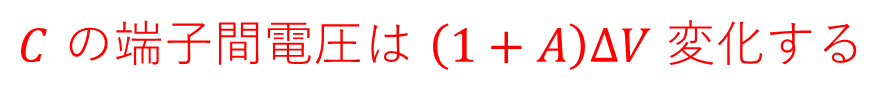 𝐶 の端子間電圧は (1 + 𝐴)Δ𝑉 変化する